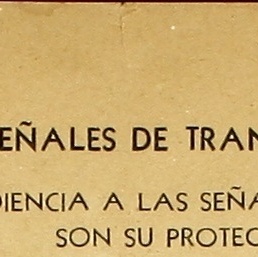 EÑALES DE TRAN
DIENCIA A LAS SEÑA
SON SU PROTEC